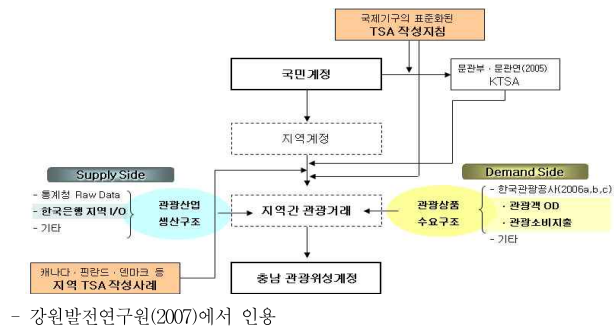 국제기구의 표준화된
TSA 작성지침
국민계정
문관부 · 문관연(2005)
KTSA
지역계정
Supply Side
- 통계청 Raw Data
- 한국은행 지역 I/O
- 기타
관광산업
생산구조
지역간 관광거래
관광상품
수요구조
Demand Side
- 한국관광공사(2006a,b,c)
· 관광객 OD
· 관광소비지출
- 기타
캐나다 · 핀란드 · 덴마크 등
지역 TSA 작성사례
충남 관광위성계정
- 강원발전연구원(2007)에서 인용